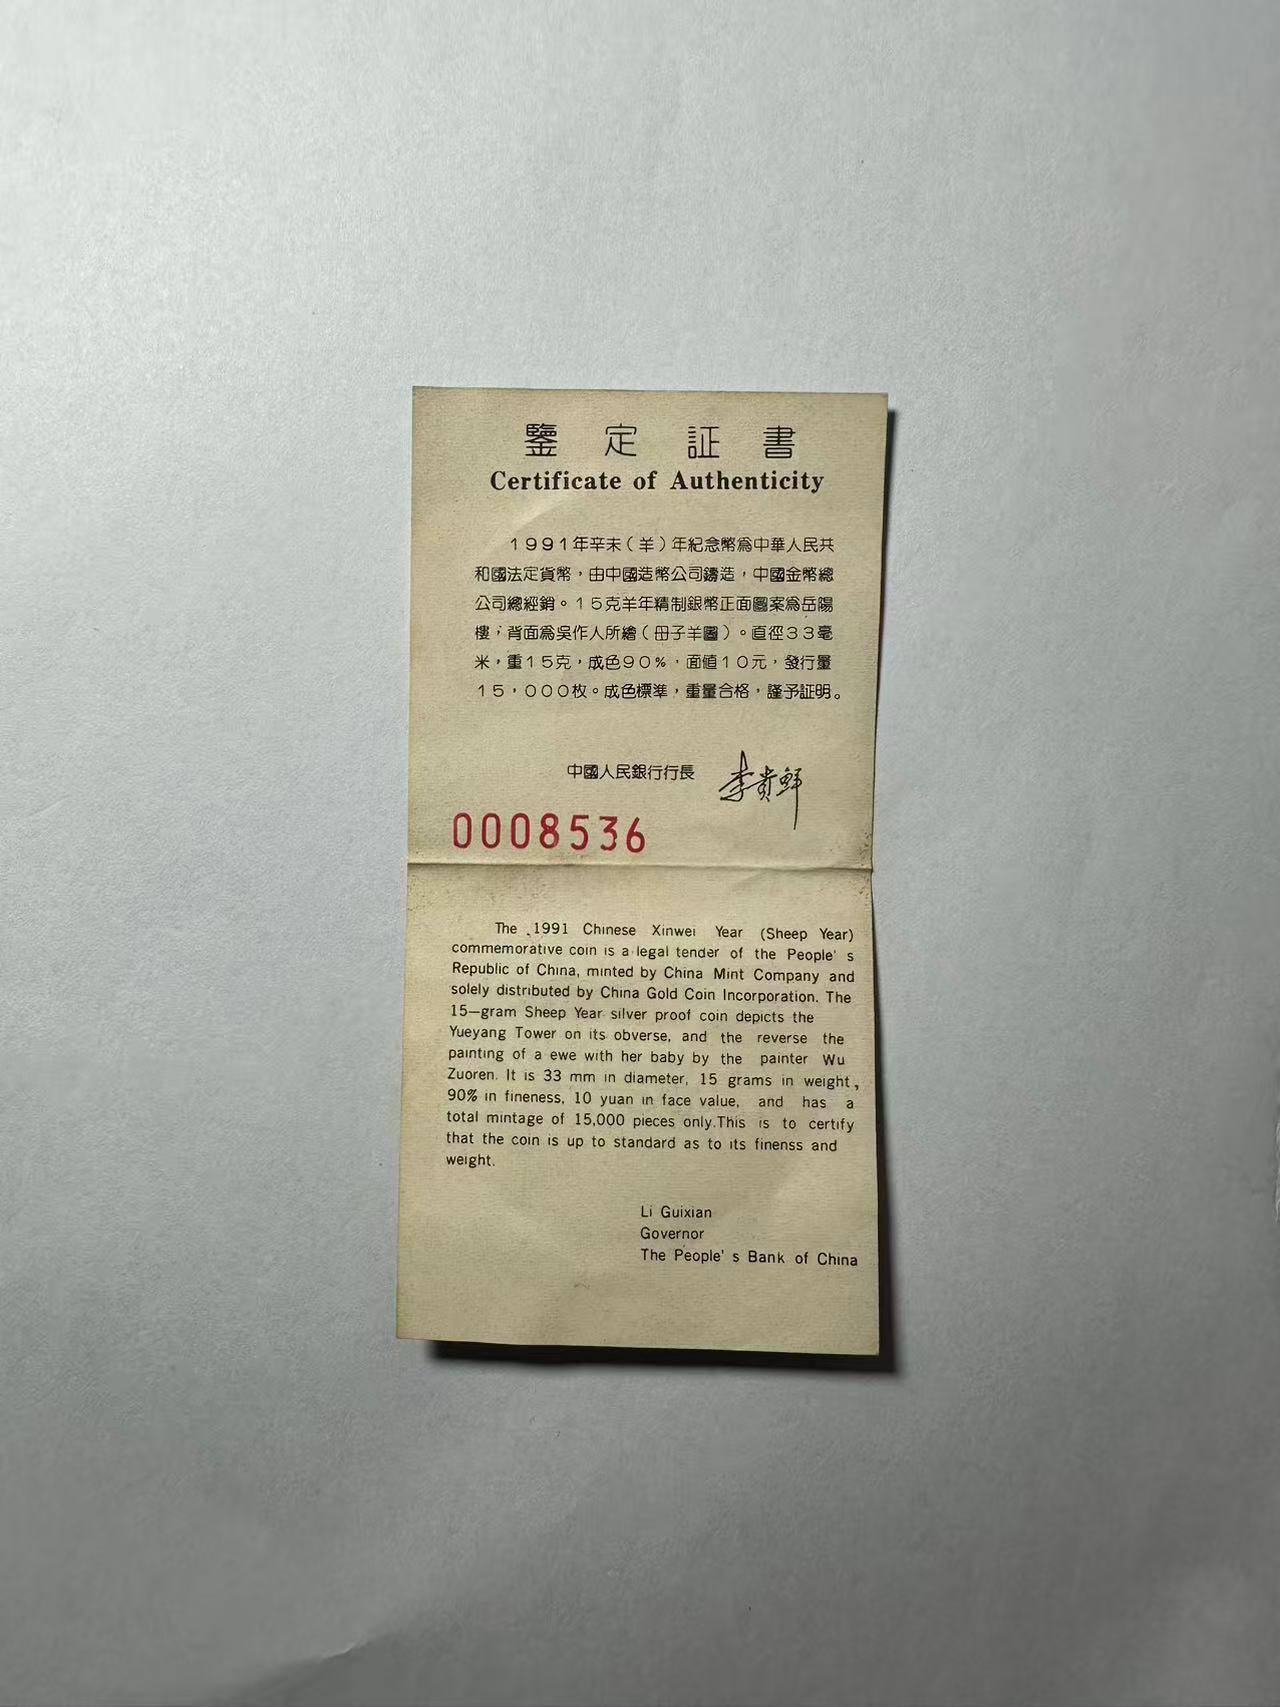 鑒定証書
Certificate of Authenticity
1991年辛未（羊）年紀念幣爲中華人民共
和國法定貨幣，由中國造幣公司鑄造，中國金幣總
公司總經銷。15克羊年精制銀幣正面圖案爲岳陽
樓，背面爲吳作人所繪（母子羊圖）。直徑33毫
米，重15克，成色90%，面值10元，發行量
15，000枚。成色標準，重量合格，謹予証明。
中國人民銀行行長 李貴鮮
0008536
The 1991 Chinese Xinwei Year (Sheep Year)
commemorative coin is a legal tender of the People's
Republic of China, minted by China Mint Company and
solely distributed by China Gold Coin Incorporation. The
15—gram Sheep Year silver proof coin depicts the
Yueyang Tower on its obverse, and the reverse the
painting of a ewe with her baby by the painter Wu
Zuoren. It is 33 mm in diameter, 15 grams in weight,
90% in fineness, 10 yuan in face value, and has a
total mintage of 15,000 pieces only.This is to certify
that the coin is up to standard as to its finenss and
weight.
Li Guixian
Governor
The People's Bank of China